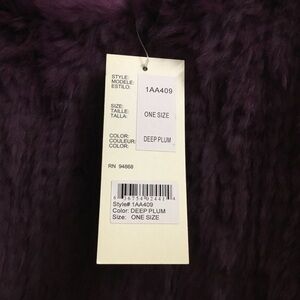 STYLE:
MODELE:
ESTILO:
1AA409
SIZE:
TAILLE:
TALLA:
ONE SIZE
COLOR:
COULEUR:
COLOR:
DEEP PLUM
RN 94868
Style# 1AA409
Color: DEEP PLUM
Size: ONE SIZE